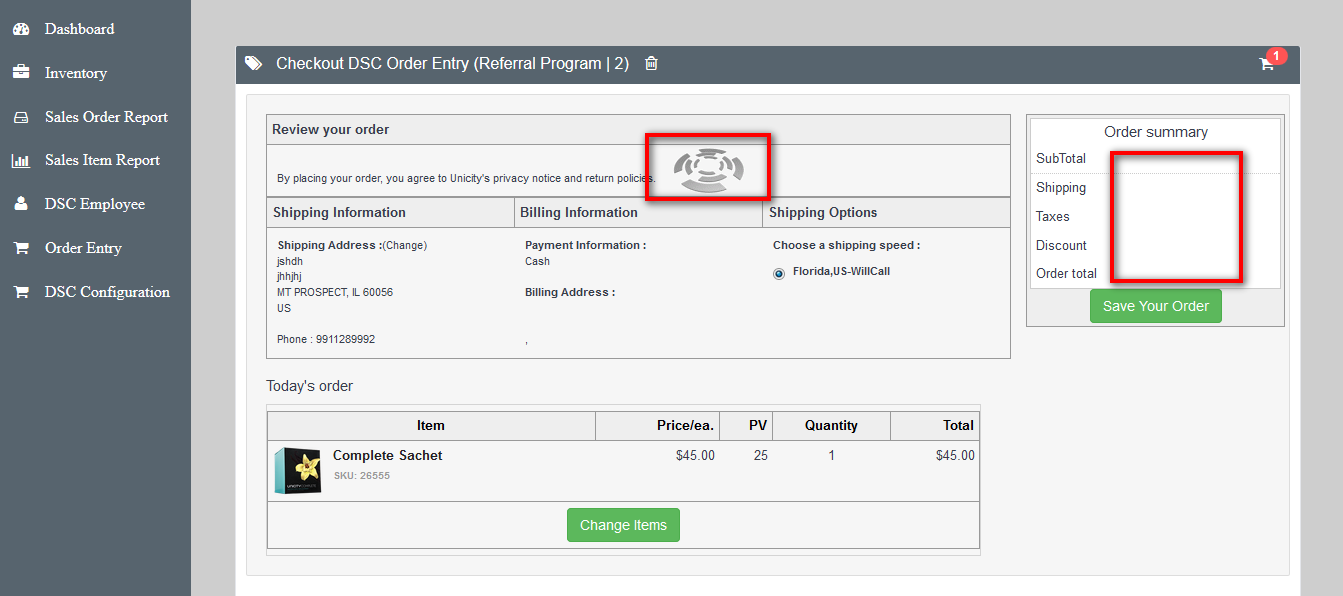 Dashboard
Inventory
Sales Order Report
Sales Item Report
DSC Employee
Order Entry
DSC Configuration
Checkout DSC Order Entry (Referral Program | 2)
1
Review your order
By placing your order, you agree to Unicity's privacy notice and return policies.
Shipping Information
Billing Information
Shipping Options
Shipping Address :(Change)
jshdh
jhhjhj
MT PROSPECT, IL 60056
US
Phone : 9911289992
Payment Information :
Cash
Billing Address :
,
Choose a shipping speed :
Florida,US-WillCall
Order summary
SubTotal
Shipping
Taxes
Discount
Order total
Save Your Order
Today's order
Item Price/ea. PV Quantity Total
Complete Sachet $45.00 25 1 $45.00
SKU: 26555
Change Items